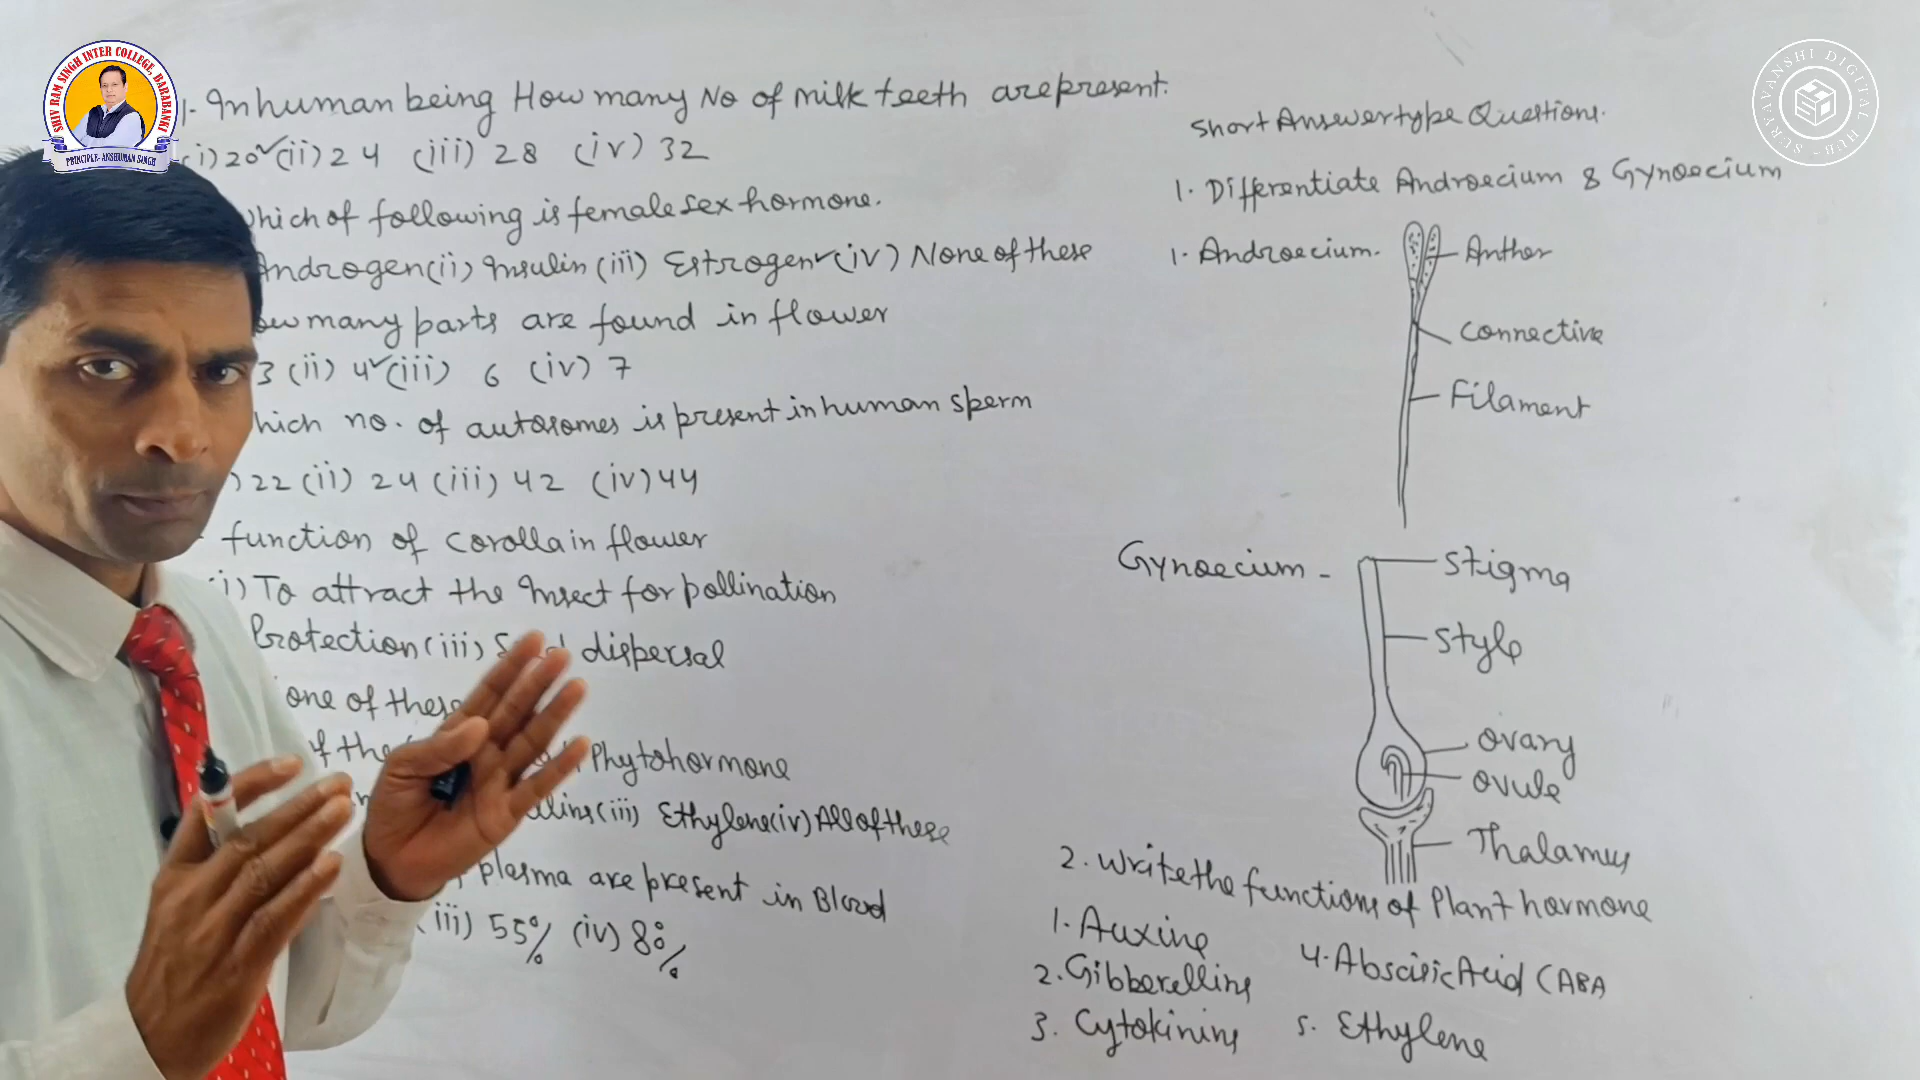 SHIV RAM SINGH INTER COLLEGE, BARABANKI
PRINCIPLE- ANSHUMAN SINGH
SURYAVANSHI DIGITAL HUB
1. In human being How many No of milk teeth are present.
(i) 20 ✓ (ii) 24 (iii) 28 (iv) 32
which of following is female sex hormone.
Androgen (ii) Insulin (iii) Estrogen ✓ (iv) None of these
many parts are found in flower
3 (ii) 4 ✓ (iii) 6 (iv) 7
no. of autosomes is present in human sperm
22 (ii) 24 (iii) 42 (iv) 44
function of corolla in flower
(i) To attract the Insect for pollination
Protection (iii) dispersal
one of these
Phytohormone
(iii) Ethylene (iv) All of these
plasma are present in Blood
(iii) 55% (iv) 8%
Short Answer type Questions.
1. Differentiate Androecium & Gynoecium
1. Androecium.
Anther
Connective
Filament
Gynoecium -
Stigma
Style
Ovary
Ovule
Thalamus
2. Write the functions of Plant hormone
1. Auxine
2. Gibberellins
3. Cytokinins
4. Abscisic Acid (ABA
5. Ethylene